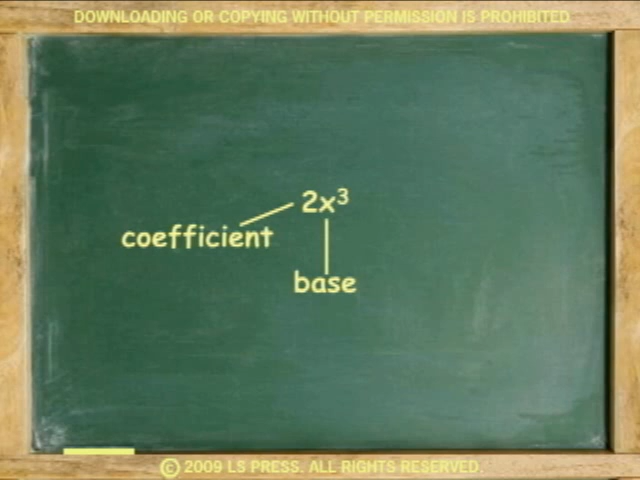 DOWNLOADING OR COPYING WITHOUT PERMISSION IS PROHIBITED
2x³
coefficient
base
© 2009 LS PRESS. ALL RIGHTS RESERVED.